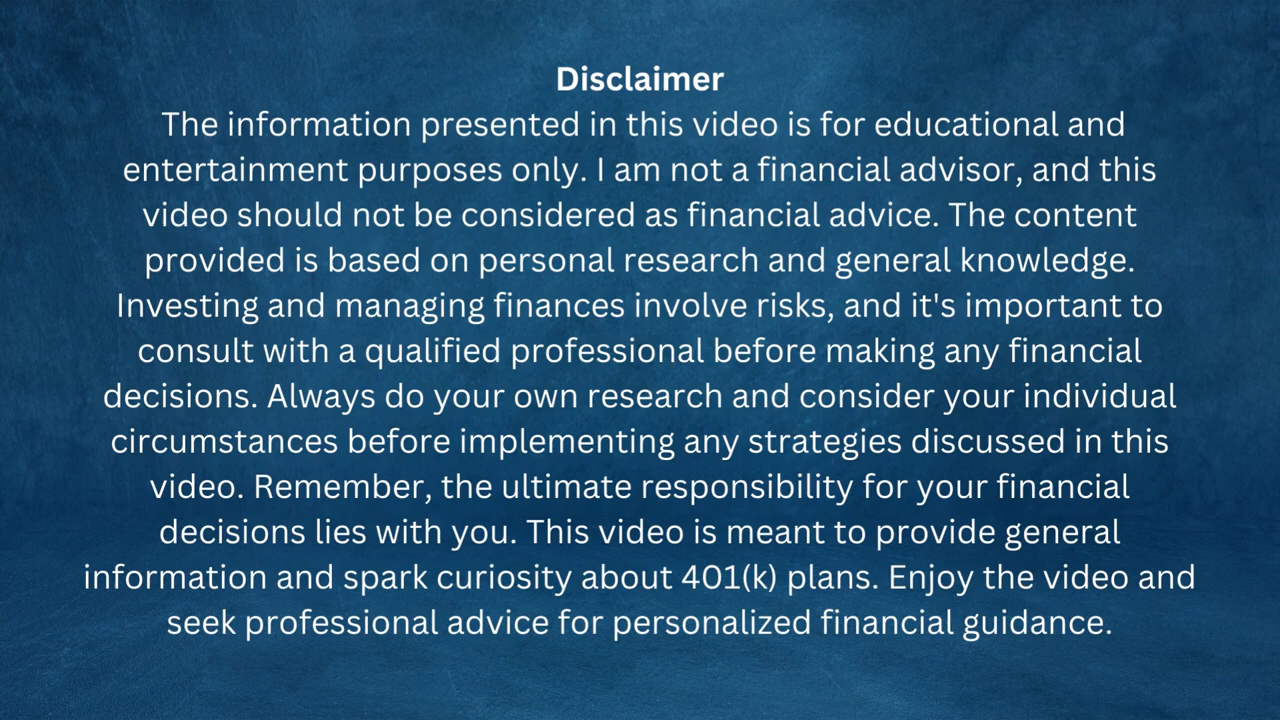 Disclaimer
The information presented in this video is for educational and
entertainment purposes only. I am not a financial advisor, and this
video should not be considered as financial advice. The content
provided is based on personal research and general knowledge.
Investing and managing finances involve risks, and it's important to
consult with a qualified professional before making any financial
decisions. Always do your own research and consider your individual
circumstances before implementing any strategies discussed in this
video. Remember, the ultimate responsibility for your financial
decisions lies with you. This video is meant to provide general
information and spark curiosity about 401(k) plans. Enjoy the video and
seek professional advice for personalized financial guidance.